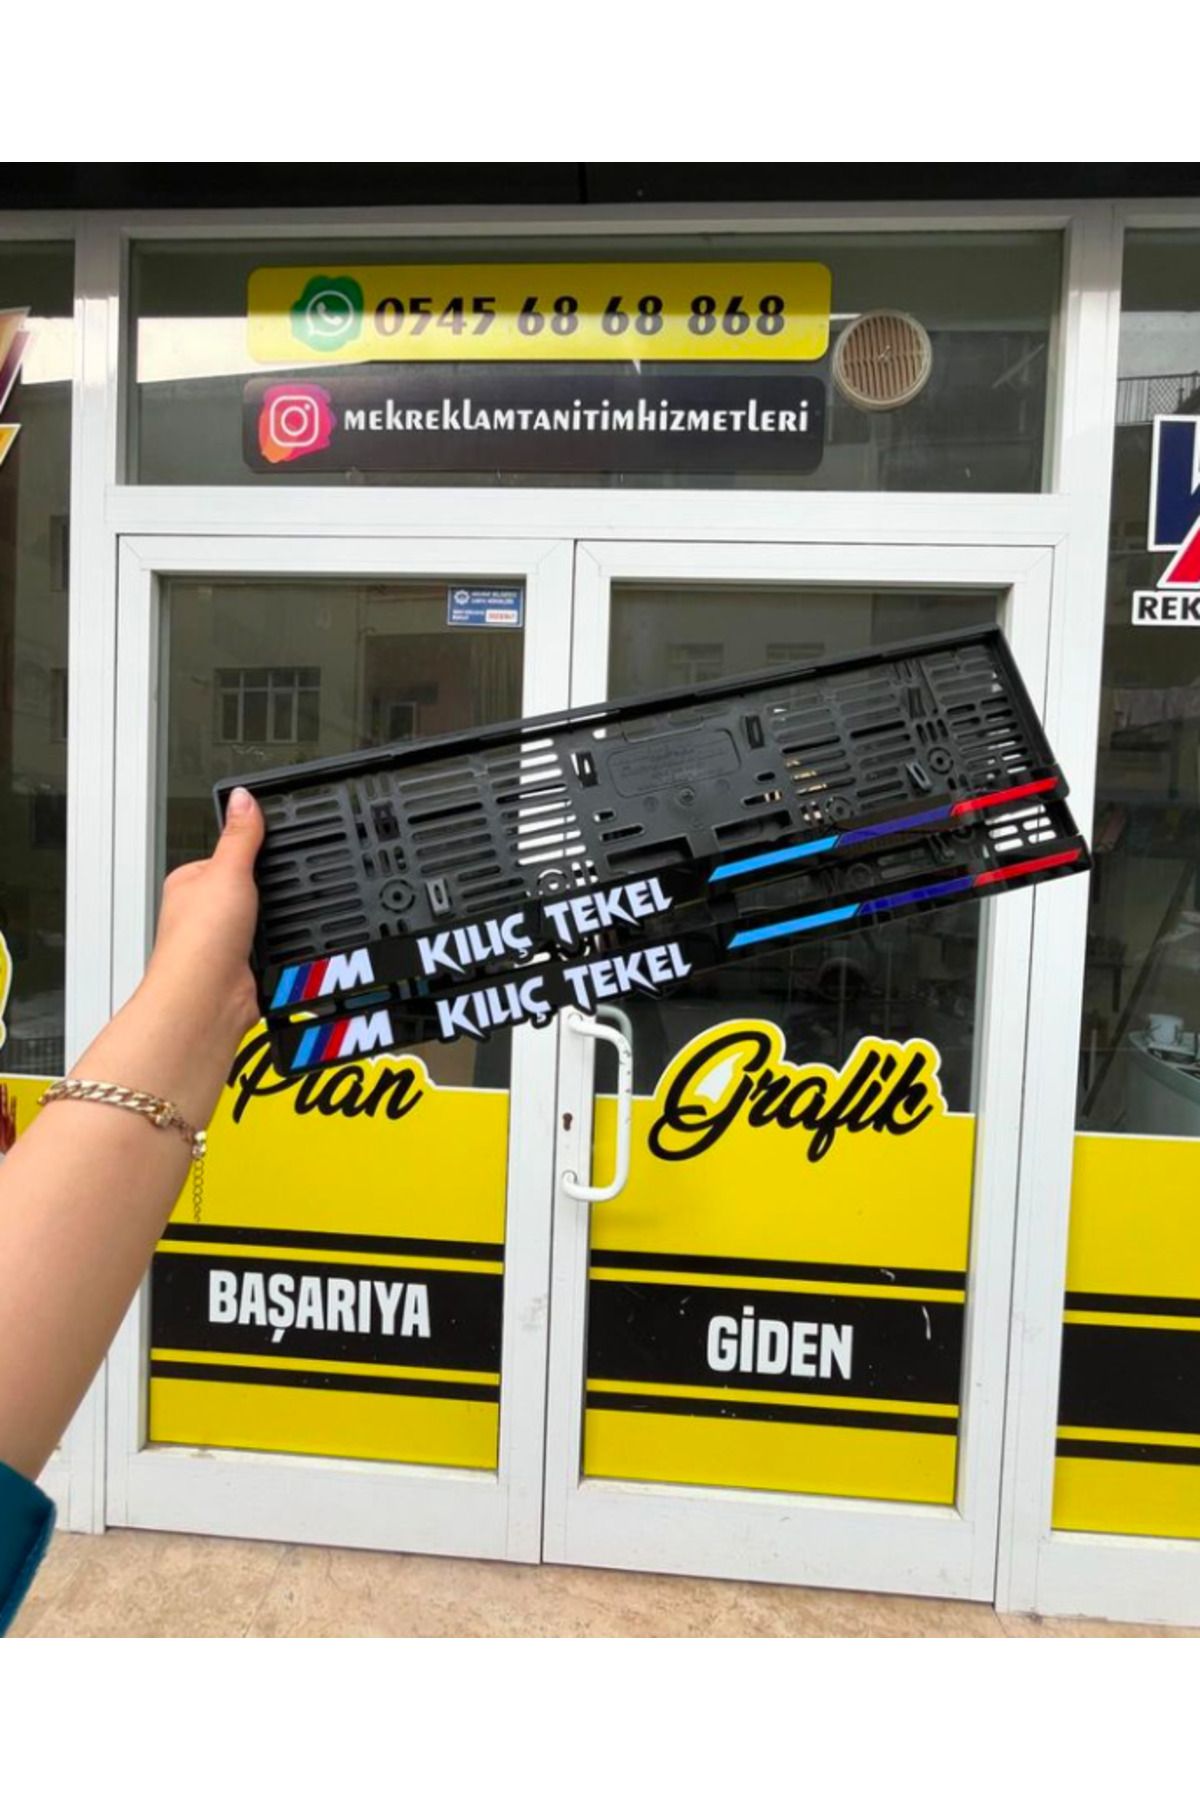 0545 68 68 868
MEKREKLAMTANITIMHIZMETLERI
REK
KILIÇ TEKEL
M
KILIÇ TEKEL
M
Plan
Grafik
BAŞARIYA
GİDEN